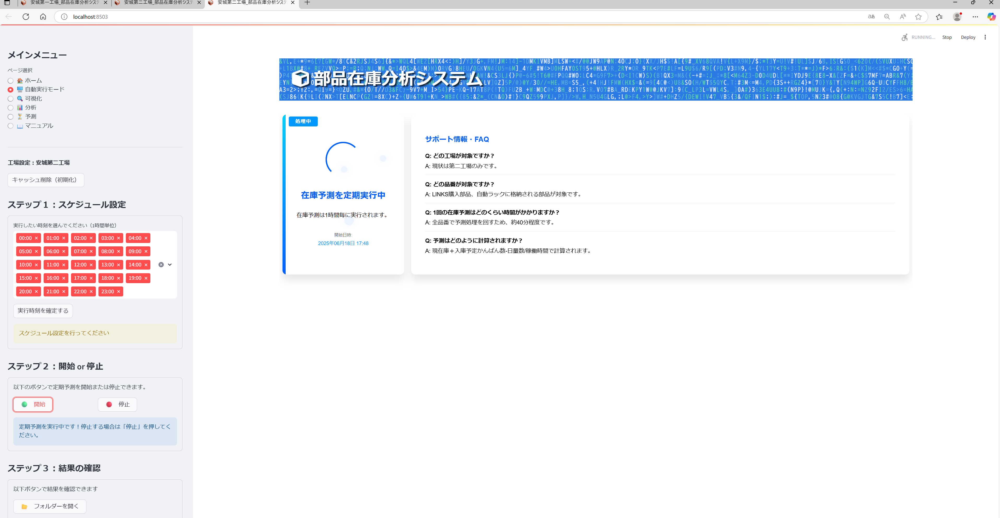 安城第一工場_部品在庫分析システ
安城第二工場_部品在庫分析システ
安城第二工場_部品在庫分析システ
localhost:8503
RUNNING...
Stop
Deploy
メインメニュー
ページ選択
ホーム
自動実行モード
可視化
分析
予測
マニュアル
工場設定：安城第二工場
キャッシュ削除（初期化）
ステップ１：スケジュール設定
実行したい時刻を選んでください（1時間単位）
00:00 01:00 02:00 03:00 04:00
05:00 06:00 07:00 08:00 09:00
10:00 11:00 12:00 13:00 14:00
15:00 16:00 17:00 18:00 19:00
20:00 21:00 22:00 23:00
実行時刻を確定する
スケジュール設定を行ってください
ステップ２：開始 or 停止
以下のボタンで定期予測を開始または停止できます。
開始
停止
定期予測を実行中です！停止する場合は「停止」を押してく
ださい。
ステップ３：結果の確認
以下ボタンで結果を確認できます
フォルダーを開く
部品在庫分析システム
処理中
在庫予測を定期実行中
在庫予測は1時間毎に実行されます。
開始日時:
2025年06月18日 17:48
サポート情報・FAQ
Q: どの工場が対象ですか？
A: 現状は第二工場のみです。
Q: どの品番が対象ですか？
A: LINKS購入部品、自動ラックに格納される部品が対象です。
Q: 1回の在庫予測はどのくらい時間がかかりますか？
A: 全品番で予測処理を回すため、約40分程度です。
Q: 予測はどのように計算されますか？
A: 現在庫＋入庫予定かんばん数-日量数/稼働時間で計算されます。